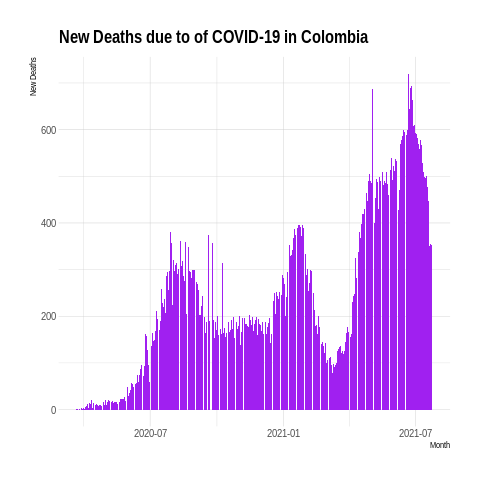 New Deaths due to of COVID-19 in Colombia
New Deaths
600
400
200
0
2020-07
2021-01
2021-07
Month